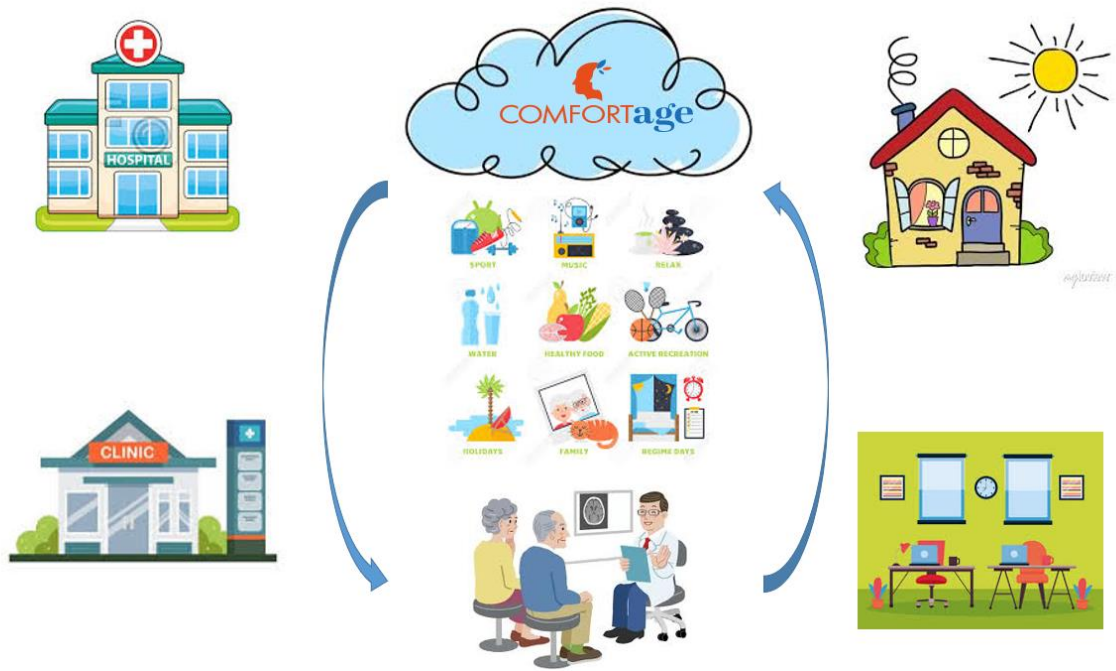 HOSPITAL
COMFORTage
SPORT
MUSIC
RELAX
WATER
HEALTHY FOOD
ACTIVE RECREATION
HOLIDAYS
FAMILY
REGIME DAYS
CLINIC